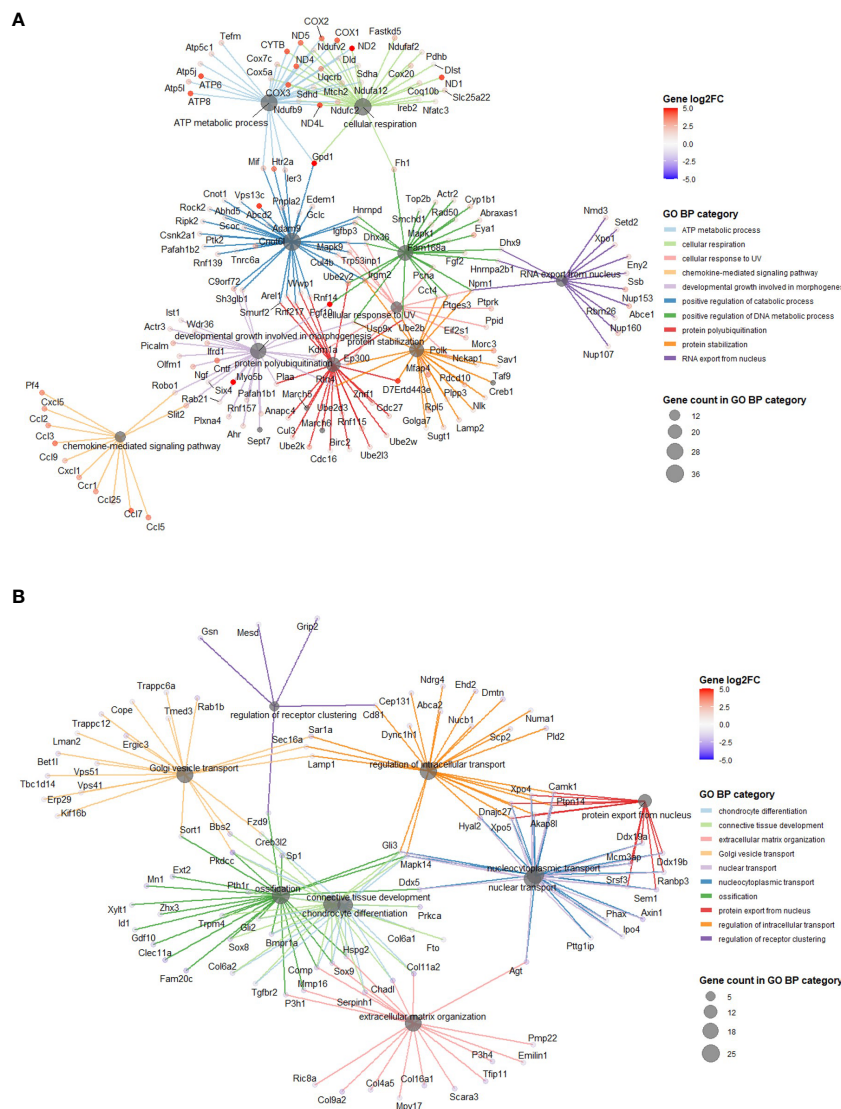 A
COX2
Tefm
ND5
COX1
Fastkd5
Atp5c1
CYTB
Ndufv2
ND2
Ndufaf2
Cox7c
ND4
Dld
Pdhb
Atp5j
Cox5a
Uqcrb
Sdha
Cox20
Dlst
ATP6
Mtch2
Ndufa12
ND1
Atp5l
COX3
Sdhd
Coq10b
Slc25a22
ATP8
Ndufb9
Ndufc2
Ireb2
Nfatc3
ATP metabolic process
ND4L
cellular respiration
Gene log2FC
5.0
2.5
0.0
-2.5
-5.0
Mif
Htr2a
Gpd1
Ier3
Fh1
Cnot1
Vps13c
Pnpla2
Edem1
Hnrnpd
Top2b
Actr2
Cyp1b1
Rock2
Abhd5
Abcd2
Gclc
Smchd1
Rad50
Abraxas1
Nmd3
Ripk2
Scoc
Adam9
Igfbp3
Mapk1
Eya1
Setd2
Csnk2a1
Ptk2
Mapk9
Dhx36
Fam168a
Dhx9
Xpo1
Pafah1b2
Tnrc6a
Cul4b
Trp53inp1
Hnrnpa2b1
Eny2
Rnf139
Irgm2
Pcna
Fgf2
RNA export from nucleus
Ssb
C9orf72
Ube2v2
Cct4
Npm1
Nup153
Sh3glb1
Arel1
Wwp1
Rnf14
Ptges3
Ptprk
Rbm26
Abce1
Ist1
Smurf2
Rnf217
Fgf10
cellular response to UV
Ppid
Nup160
Actr3
Wdr36
Usp9x
Ube2b
Eif2s1
Nup107
developmental growth involved in morphogenesis
Picalm
Ifrd1
Kdm1a
protein stabilization
Morc3
Olfm1
Cntf
protein polyubiquitination
Ep300
Polk
Nckap1
Sav1
Pf4
Ngf
Myo5b
Plaa
Rlim
Mfap4
Taf9
Robo1
Six4
D7Ertd443e
Pdcd10
Creb1
Cxcl5
Rab21
Pafah1b1
March5
Znrf1
Plpp3
Ccl2
Slit2
Rnf157
Anapc4
Ube2d3
Cdc27
Rpl5
Nlk
Plxna4
March6
Rnf115
Golga7
Ccl3
chemokine-mediated signaling pathway
Ahr
Cul3
Ube2w
Sugt1
Lamp2
Ccl9
Sept7
Ube2k
Birc2
Cxcl1
Cdc16
Ube2l3
Ccr1
Ccl25
Ccl7
Ccl5
GO BP category
ATP metabolic process
cellular respiration
cellular response to UV
chemokine-mediated signaling pathway
developmental growth involved in morphogenesis
positive regulation of catabolic process
positive regulation of DNA metabolic process
protein polyubiquitination
protein stabilization
RNA export from nucleus
Gene count in GO BP category
12
20
28
36
B
Gsn
Mesd
Grip2
Trappc6a
Ndrg4
Ehd2
Cope
Rab1b
Cep131
Abca2
Dmtn
Trappc12
Tmed3
regulation of receptor clustering
Cd81
Nucb1
Numa1
Lman2
Ergic3
Sar1a
Dync1h1
Scp2
Pld2
Bet1l
Sec16a
Vps51
Golgi vesicle transport
Lamp1
regulation of intracellular transport
Tbc1d14
Vps41
Xpo4
Camk1
Erp29
Ptpn14
Kif16b
Fzd9
Dnajc27
protein export from nucleus
Sort1
Bbs2
Creb3l2
Gli3
Hyal2
Xpo5
Akap8l
Ddx19a
Pkdcc
Sp1
Mapk14
nucleocytoplasmic transport
Mcm3ap
Ddx19b
Ext2
Pth1r
ossification
Ddx5
nuclear transport
Srsf3
Ranbp3
Mn1
connective tissue development
Sem1
Xylt1
Zhx3
chondrocyte differentiation
Prkca
Phax
Axin1
Id1
Trpm4
Gli2
Ipo4
Gdf10
Sox8
Bmpr1a
Col6a1
Fto
Pttg1ip
Clec11a
Col6a2
Hspg2
Col11a2
Fam20c
Comp
Sox9
Agt
Tgfbr2
Mmp16
Chadl
P3h1
Serpinh1
extracellular matrix organization
Pmp22
Ric8a
P3h4
Emilin1
Col4a5
Col16a1
Tfip11
Col9a2
Scara3
Mpv17
Gene log2FC
5.0
2.5
0.0
-2.5
-5.0
GO BP category
chondrocyte differentiation
connective tissue development
extracellular matrix organization
Golgi vesicle transport
nuclear transport
nucleocytoplasmic transport
ossification
protein export from nucleus
regulation of intracellular transport
regulation of receptor clustering
Gene count in GO BP category
5
12
18
25